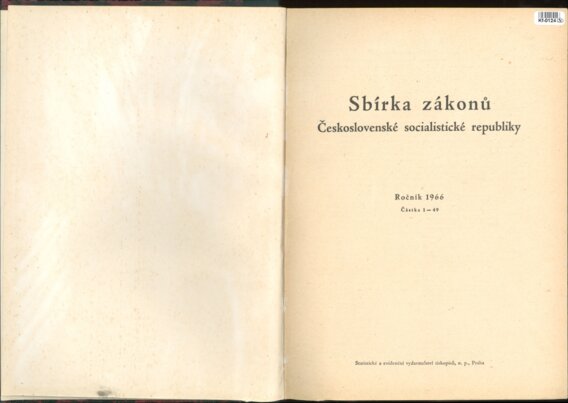 Sbírka zákonů
Československé socialistické republiky
Ročník 1966
Částka 1—49
Statistické a evidenční vydavatelství tiskopisů, n. p., Praha